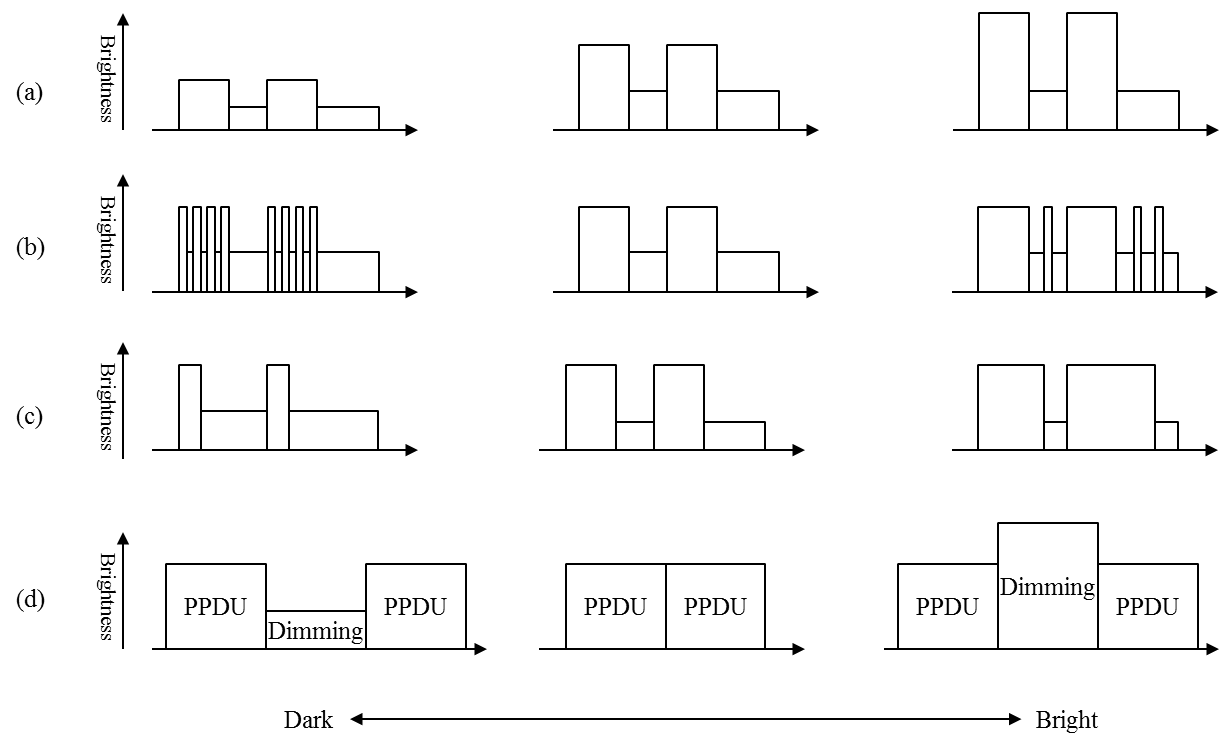 (a)
Brightness
(b)
Brightness
(c)
Brightness
(d)
Brightness
PPDU
Dimming
PPDU
PPDU
PPDU
PPDU
Dimming
PPDU
Dark
Bright